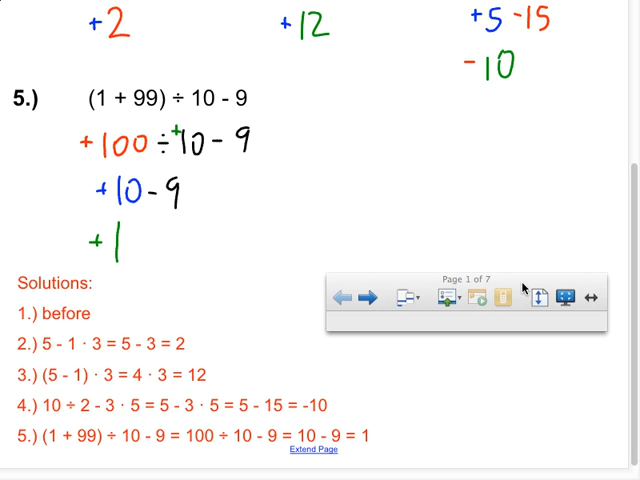 +2 +12 +5 -15
-10
5.) (1 + 99) ÷ 10 - 9
+100 ÷ +10 - 9
+10 - 9
+1
Solutions:
Page 1 of 7
1.) before
2.) 5 - 1 · 3 = 5 - 3 = 2
3.) (5 - 1) · 3 = 4 · 3 = 12
4.) 10 ÷ 2 - 3 · 5 = 5 - 3 · 5 = 5 - 15 = -10
5.) (1 + 99) ÷ 10 - 9 = 100 ÷ 10 - 9 = 10 - 9 = 1
Extend Page